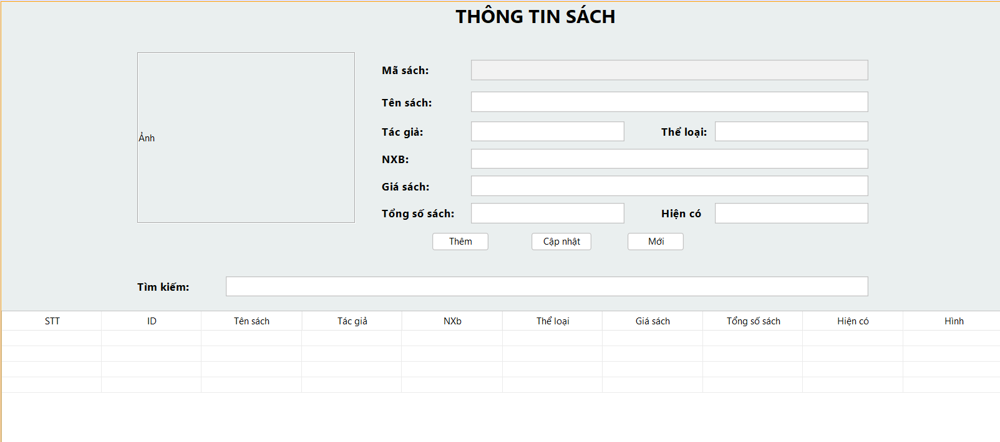 THÔNG TIN SÁCH
Ảnh
Mã sách:
Tên sách:
Tác giả: Thể loại:
NXB:
Giá sách:
Tổng số sách: Hiện có
Thêm Cập nhật Mới
Tìm kiếm:
STT ID Tên sách Tác giả NXb Thể loại Giá sách Tổng số sách Hiện có Hình